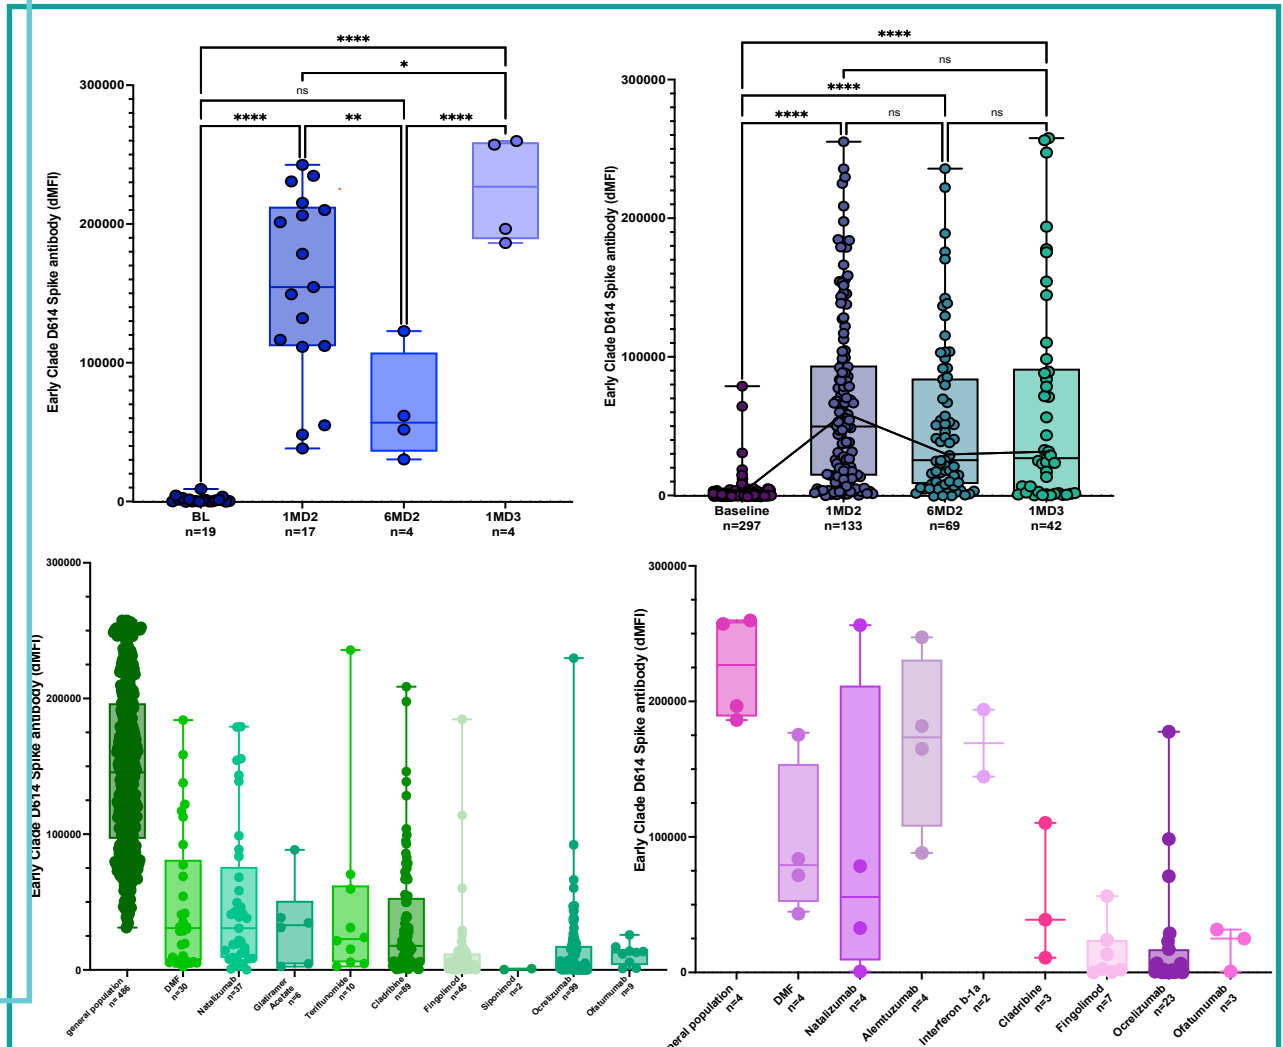 ****
*
ns
****
**
****
Early Clade D614 Spike antibody (dMFI)
300000
200000
100000
0
BL
n=19
1MD2
n=17
6MD2
n=4
1MD3
n=4
****
ns
****
****
ns
ns
Early Clade D614 Spike antibody (dMFI)
300000
200000
100000
0
Baseline
n=297
1MD2
n=133
6MD2
n=69
1MD3
n=42
Early Clade D614 Spike antibody (dMFI)
300000
200000
100000
0
general population
n= 486
DMF
n=30
Natalizumab
n=37
Glatiramer
Acetate
n=6
Teriflunomide
n=10
Cladribine
n=89
Fingolimod
n=45
Siponimod
n=2
Ocrelizumab
n=99
Ofatumumab
n=9
Early Clade D614 Spike antibody (dMFI)
300000
200000
100000
0
eral population
n=4
DMF
n=4
Natalizumab
n=4
Alemtuzumab
n=4
Interferon b-1a
n=2
Cladribine
n=3
Fingolimod
n=7
Ocrelizumab
n=23
Ofatumumab
n=3